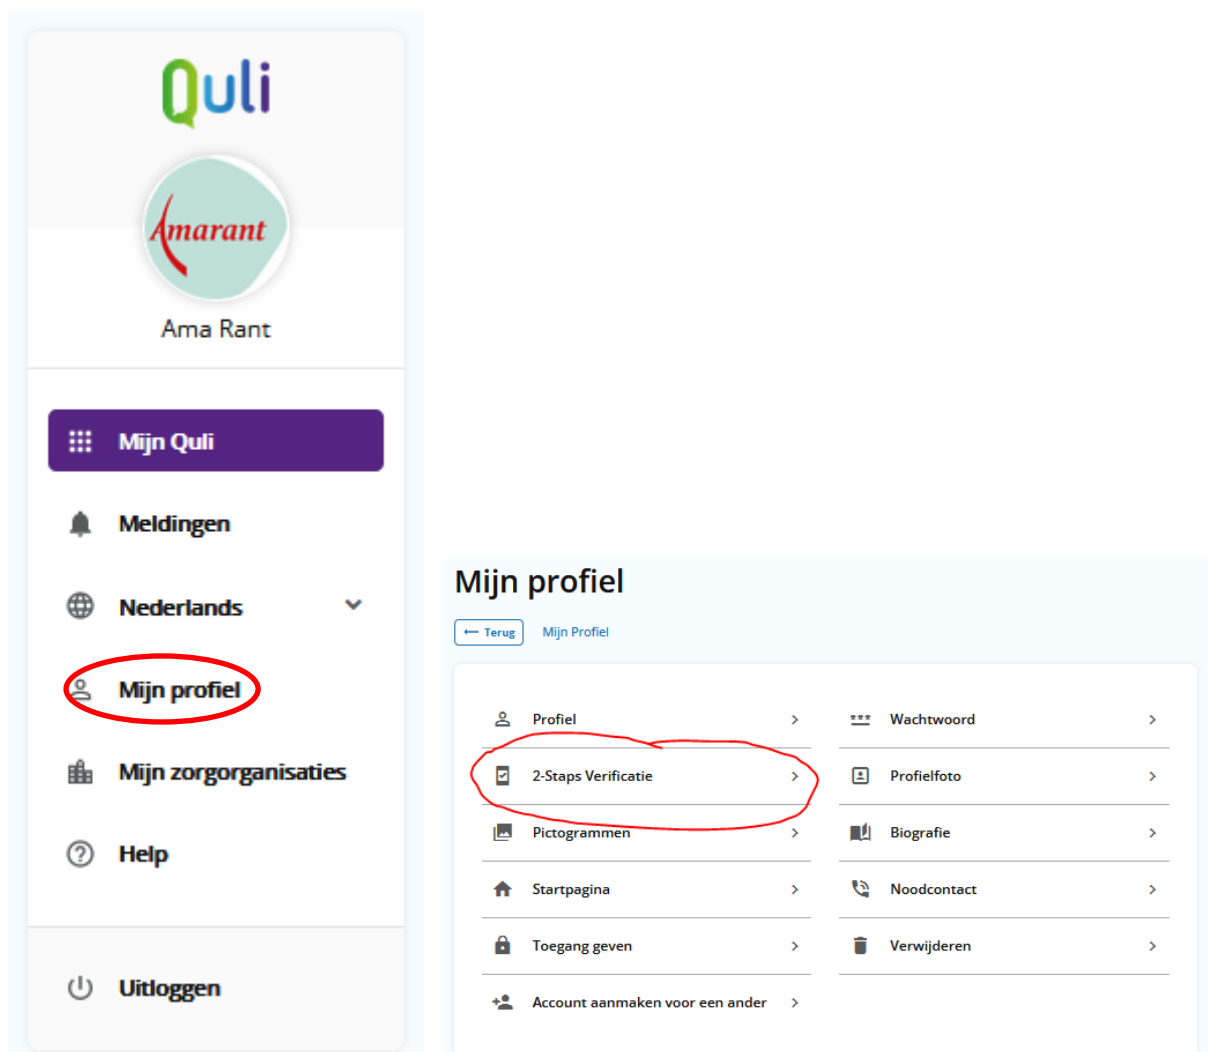 Quli
Amarant
Ama Rant
Mijn Quli
Meldingen
Nederlands
Mijn profiel
Mijn zorgorganisaties
Help
Uitloggen
Mijn profiel
Terug Mijn Profiel
Profiel
Wachtwoord
2-Staps Verificatie
Profielfoto
Pictogrammen
Biografie
Startpagina
Noodcontact
Toegang geven
Verwijderen
Account aanmaken voor een ander